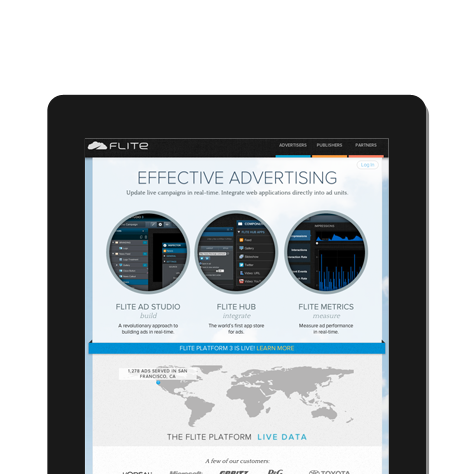 FLITE
ADVERTISERS PUBLISHERS PARTNERS
Log In
EFFECTIVE ADVERTISING
Update live campaigns in real-time. Integrate web applications directly into ad units.
FLITE AD STUDIO FLITE HUB FLITE METRICS
build integrate measure
A revolutionary approach to The world's first app store Measure ad performance
building ads in real-time. for ads. in real-time.
FLITE PLATFORM 3 IS LIVE! LEARN MORE
1,278 ADS SERVED IN SAN
FRANCISCO, CA
THE FLITE PLATFORM LIVE DATA
A few of our customers:
L'ORÉAL Microsoft P&G TOYOTA